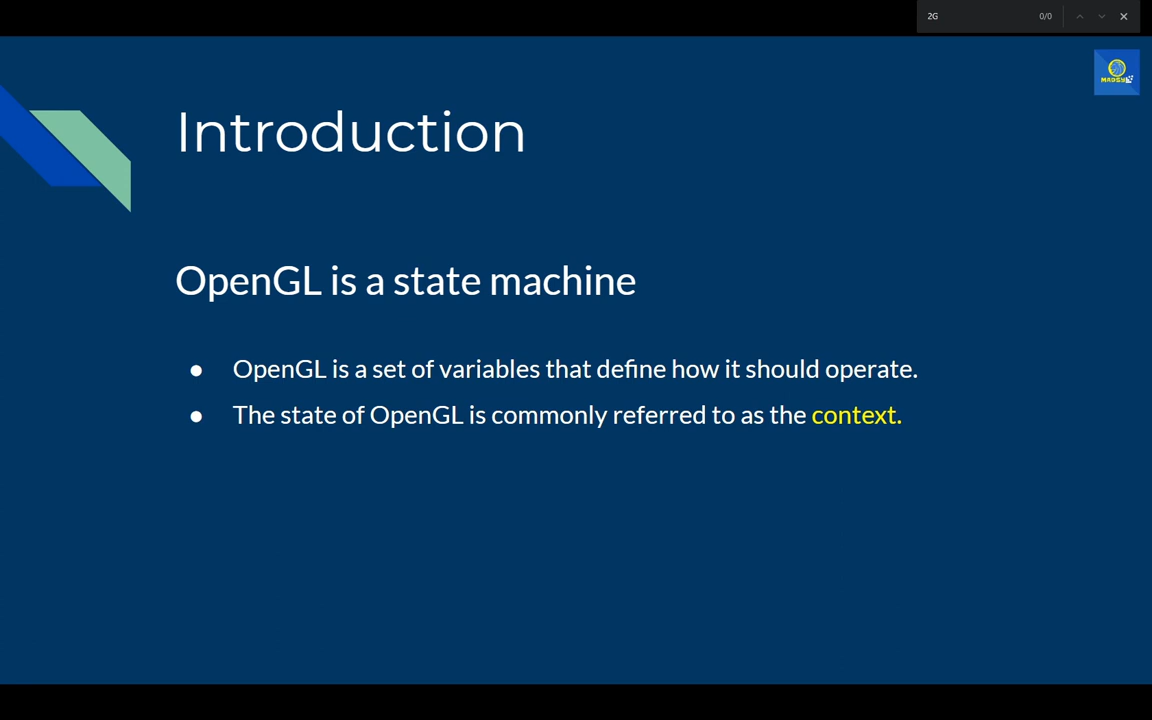 2G 0/0
MADSYS
Introduction
OpenGL is a state machine
● OpenGL is a set of variables that define how it should operate.
● The state of OpenGL is commonly referred to as the context.